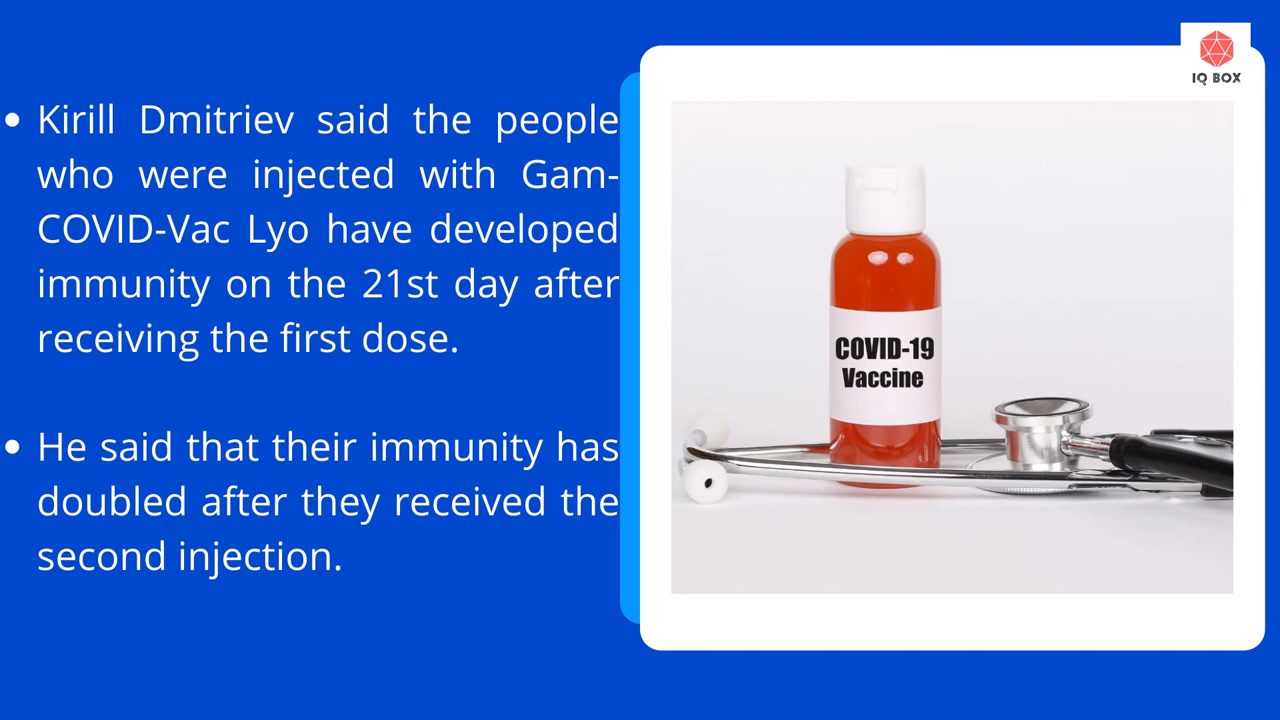 Kirill Dmitriev said the people
who were injected with Gam-
COVID-Vac Lyo have developed
immunity on the 21st day after
receiving the first dose.
He said that their immunity has
doubled after they received the
second injection.
IQ BOX
COVID-19
Vaccine